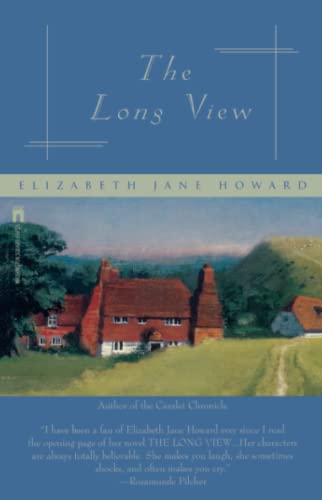 The
Long View
ELIZABETH JANE HOWARD
Author of the Cazalet Chronicle
"I have been a fan of Elizabeth Jane Howard ever since I read
the opening page of her novel THE LONG VIEW...Her characters
are always totally believable. She makes you laugh, she sometimes
shocks, and often makes you cry."
—Rosamunde Pilcher